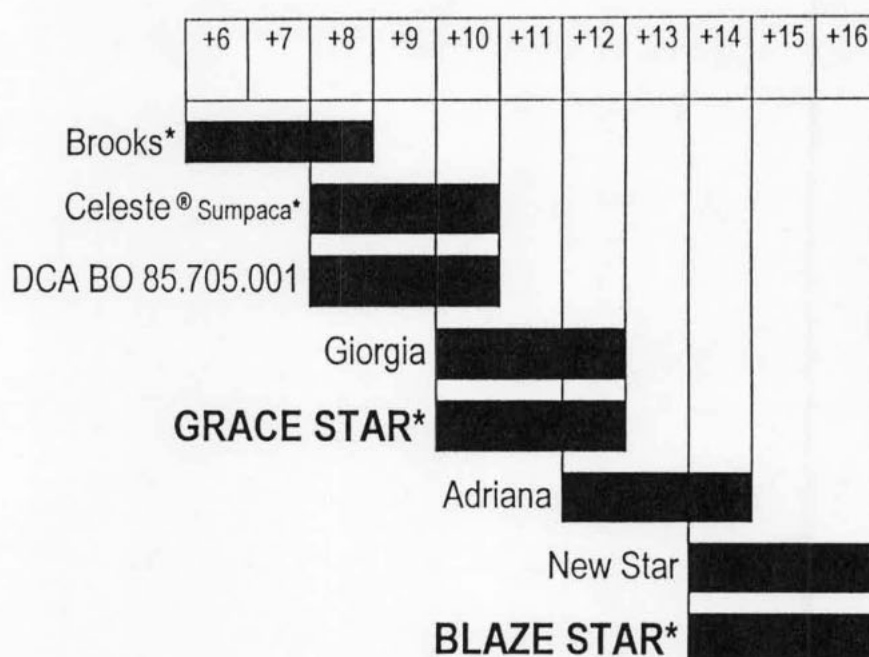 +6 +7 +8 +9 +10 +11 +12 +13 +14 +15 +16
Brooks*
Celeste® Sumpaca*
DCA BO 85.705.001
Giorgia
GRACE STAR*
Adriana
New Star
BLAZE STAR*